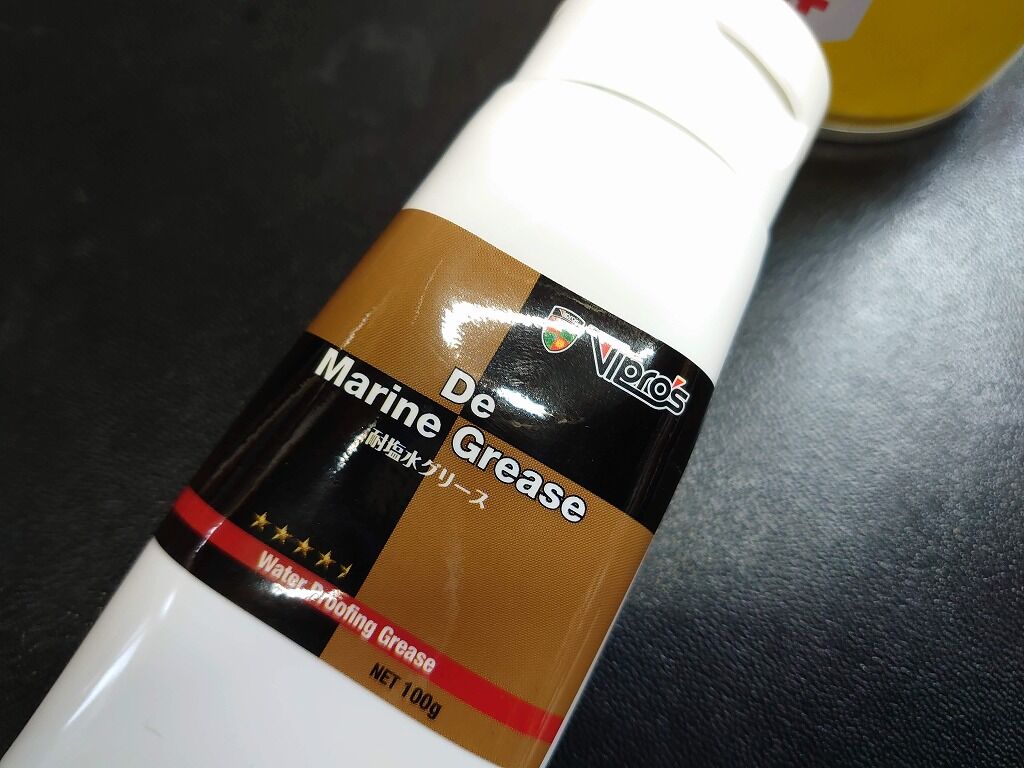 Vipro's
De
Marine Grease
耐塩水グリース
Water Proofing Grease
NET 100g